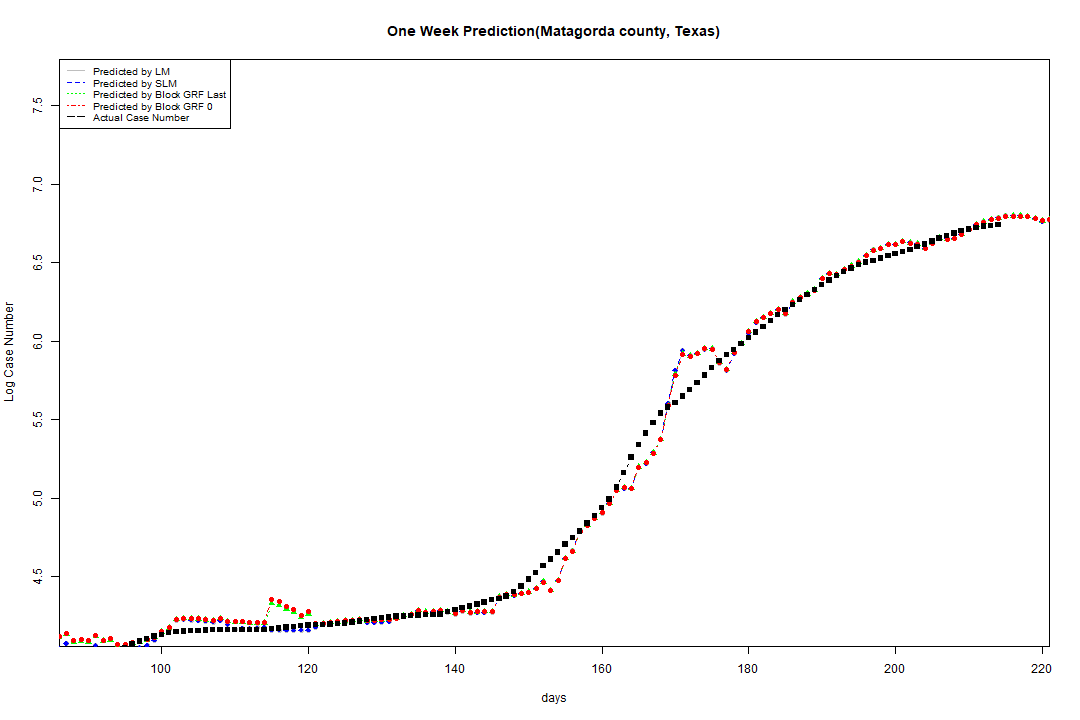 One Week Prediction(Matagorda county, Texas)
Predicted by LM
Predicted by SLM
Predicted by Block GRF Last
Predicted by Block GRF 0
Actual Case Number
7.5
7.0
6.5
6.0
5.5
5.0
4.5
Log Case Number
100 120 140 160 180 200 220
days